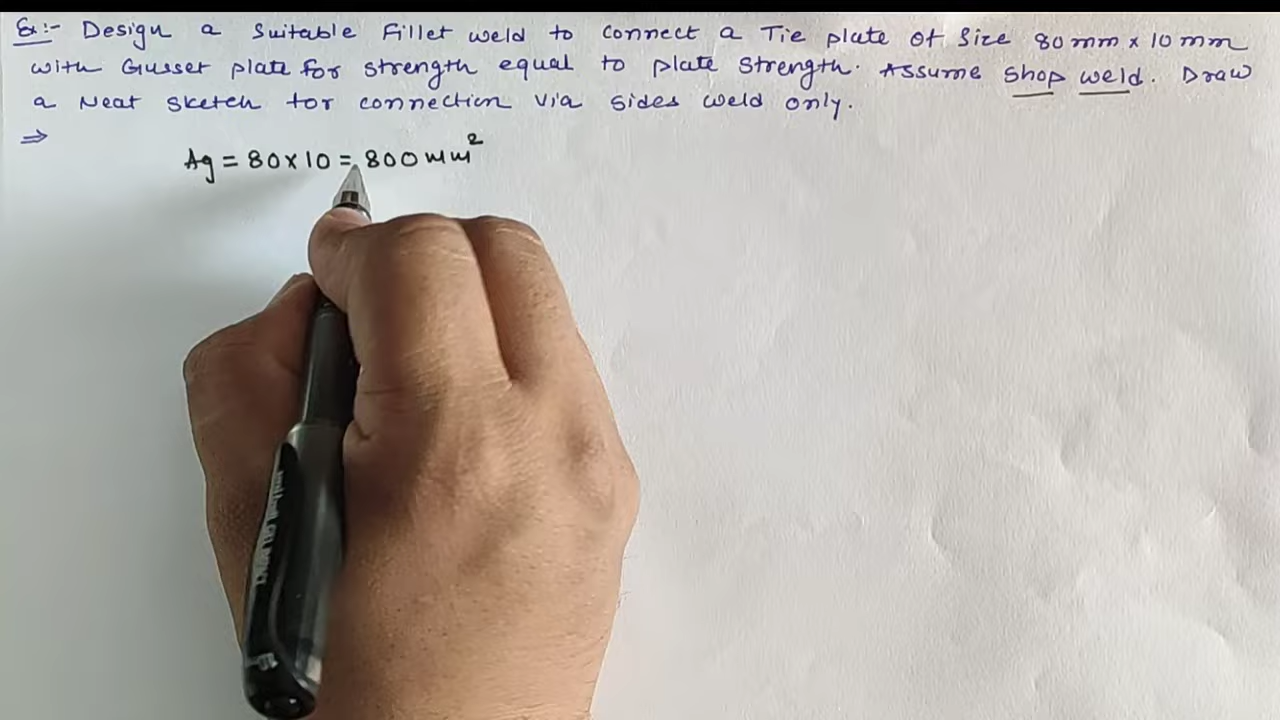 Ex:- Design a suitable Fillet weld to connect a Tie plate of size 80mm x 10mm
with Gusset plate for strength equal to plate strength. Assume shop weld. Draw
a Neat sketch for connection via sides weld only.
⇒
Ag = 80 x 10 = 800 mm²